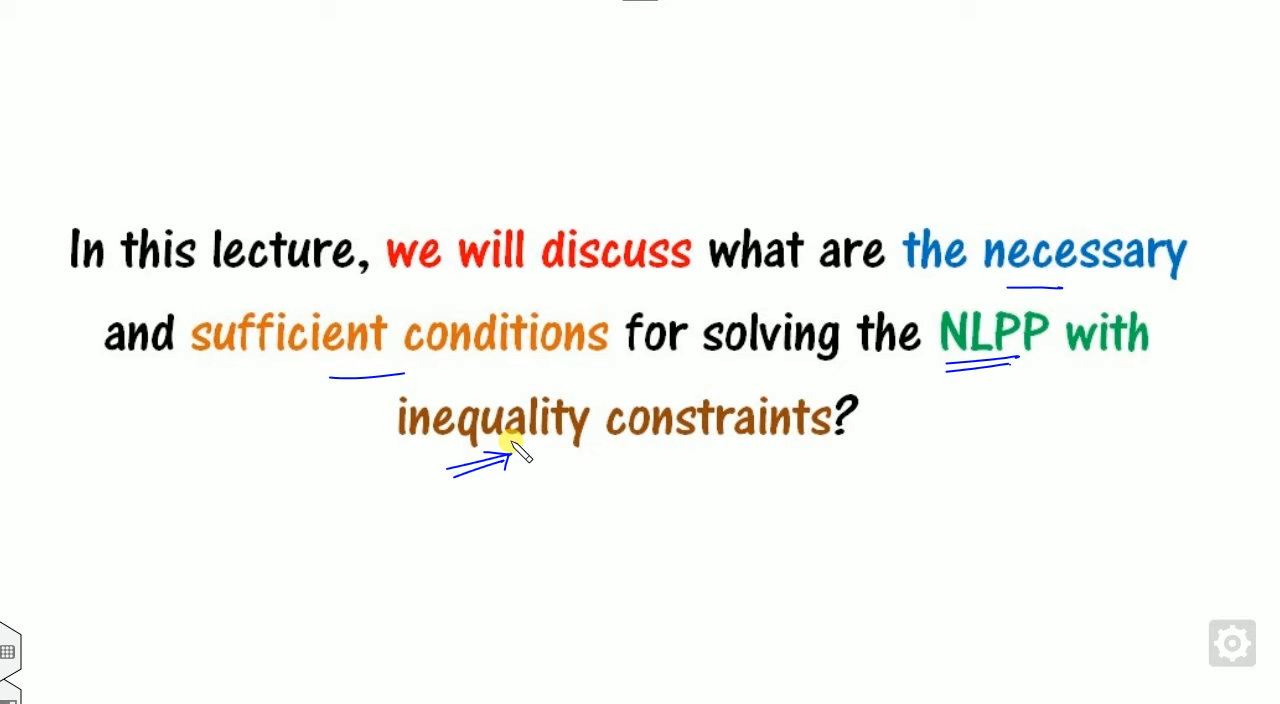 In this lecture, we will discuss what are the necessary
and sufficient conditions for solving the NLPP with
inequality constraints?